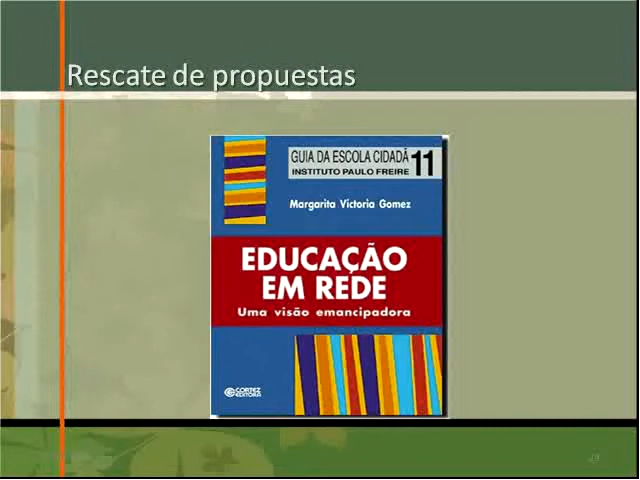 Rescate de propuestas
GUIA DA ESCOLA CIDADÃ 11
INSTITUTO PAULO FREIRE
Margarita Victoria Gomez
EDUCAÇÃO
EM REDE
Uma visão emancipadora
CORTEZ
EDITORA